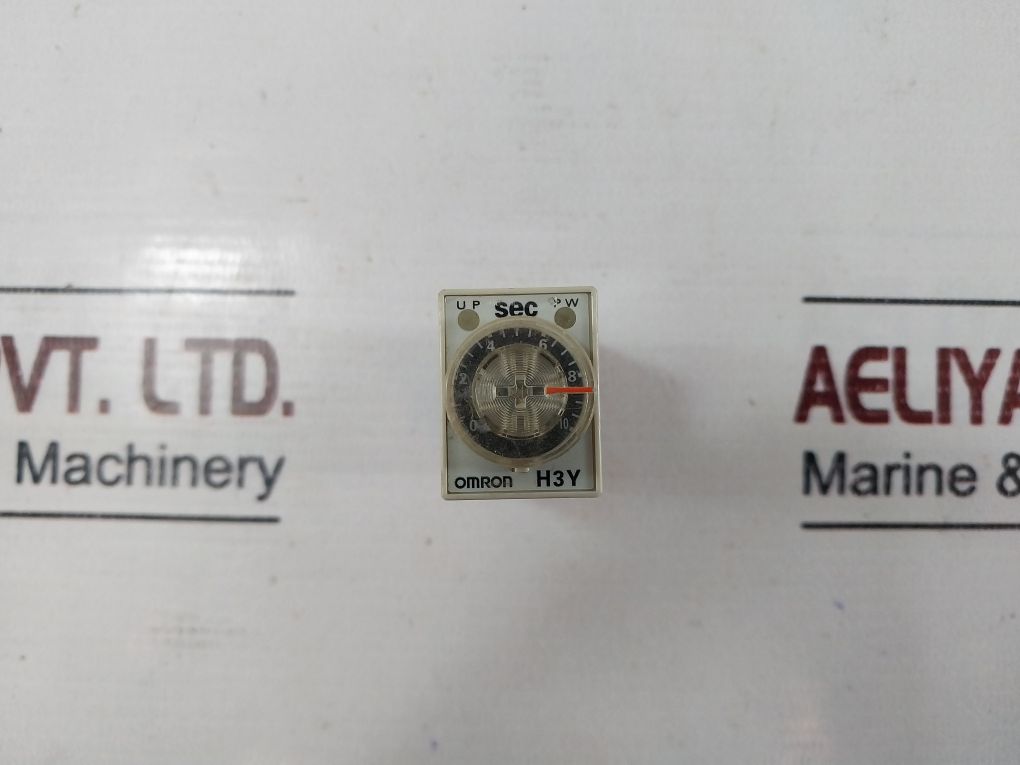 UP sec PW
4 6
2 8
0 10
omron H3Y
VT. LTD.
Machinery
AELIYA
Marine &